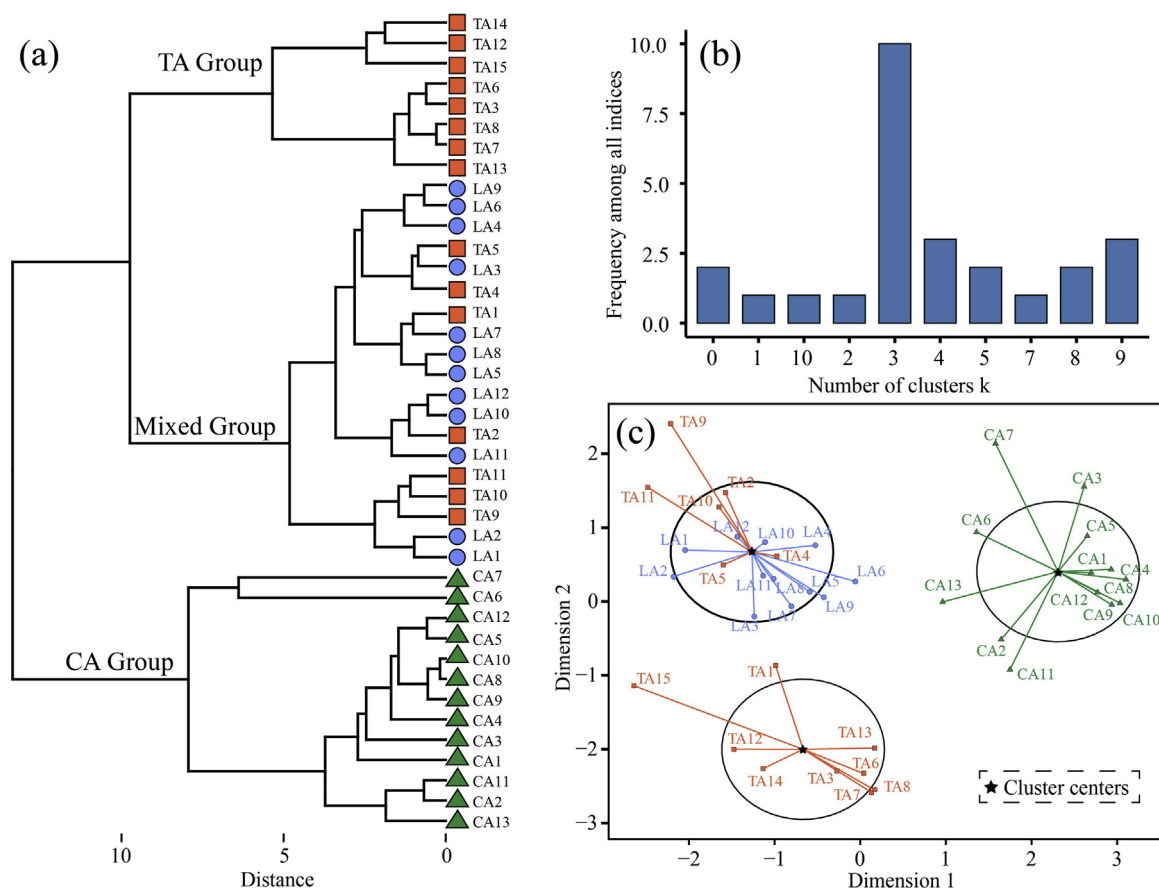 (a)
TA Group
Mixed Group
CA Group
TA14
TA12
TA15
TA6
TA3
TA8
TA7
TA13
LA9
LA6
LA4
TA5
LA3
TA4
TA1
LA7
LA8
LA5
LA12
LA10
TA2
LA11
TA11
TA10
TA9
LA2
LA1
CA7
CA6
CA12
CA5
CA10
CA8
CA9
CA4
CA3
CA1
CA11
CA2
CA13
10 5 0
Distance
(b)
Frequency among all indices
10.0
7.5
5.0
2.5
0.0
0 1 10 2 3 4 5 7 8 9
Number of clusters k
(c)
Dimension 2
2
1
0
−1
−2
−3
TA9
TA2
TA11
TA10
LA12
LA10
LA1
LA4
TA4
LA2
TA5
LA11
LA8
LA5
LA6
LA9
LA3
LA7
CA7
CA3
CA6
CA5
CA1
CA4
CA13
CA12
CA8
CA9
CA10
CA2
CA11
TA15
TA1
TA12
TA13
TA14
TA3
TA6
TA7
TA8
Cluster centers
−2 −1 0 1 2 3
Dimension 1